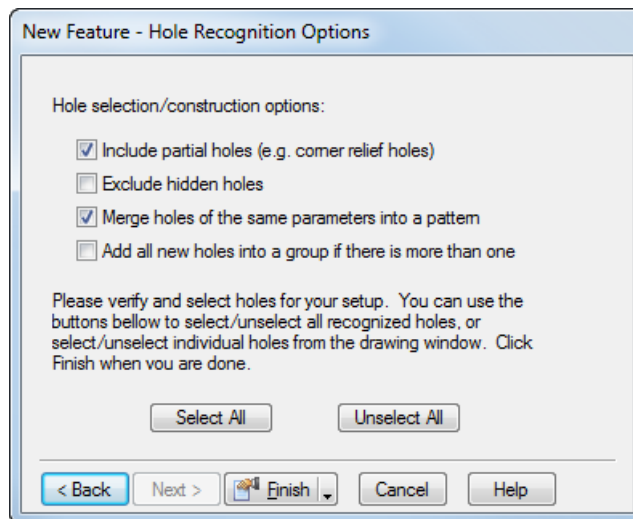 New Feature - Hole Recognition Options
Hole selection/construction options:
Include partial holes (e.g. corner relief holes)
Exclude hidden holes
Merge holes of the same parameters into a pattern
Add all new holes into a group if there is more than one
Please verify and select holes for your setup. You can use the
buttons bellow to select/unselect all recognized holes, or
select/unselect individual holes from the drawing window. Click
Finish when you are done.
Select All Unselect All
< Back Next > Finish Cancel Help